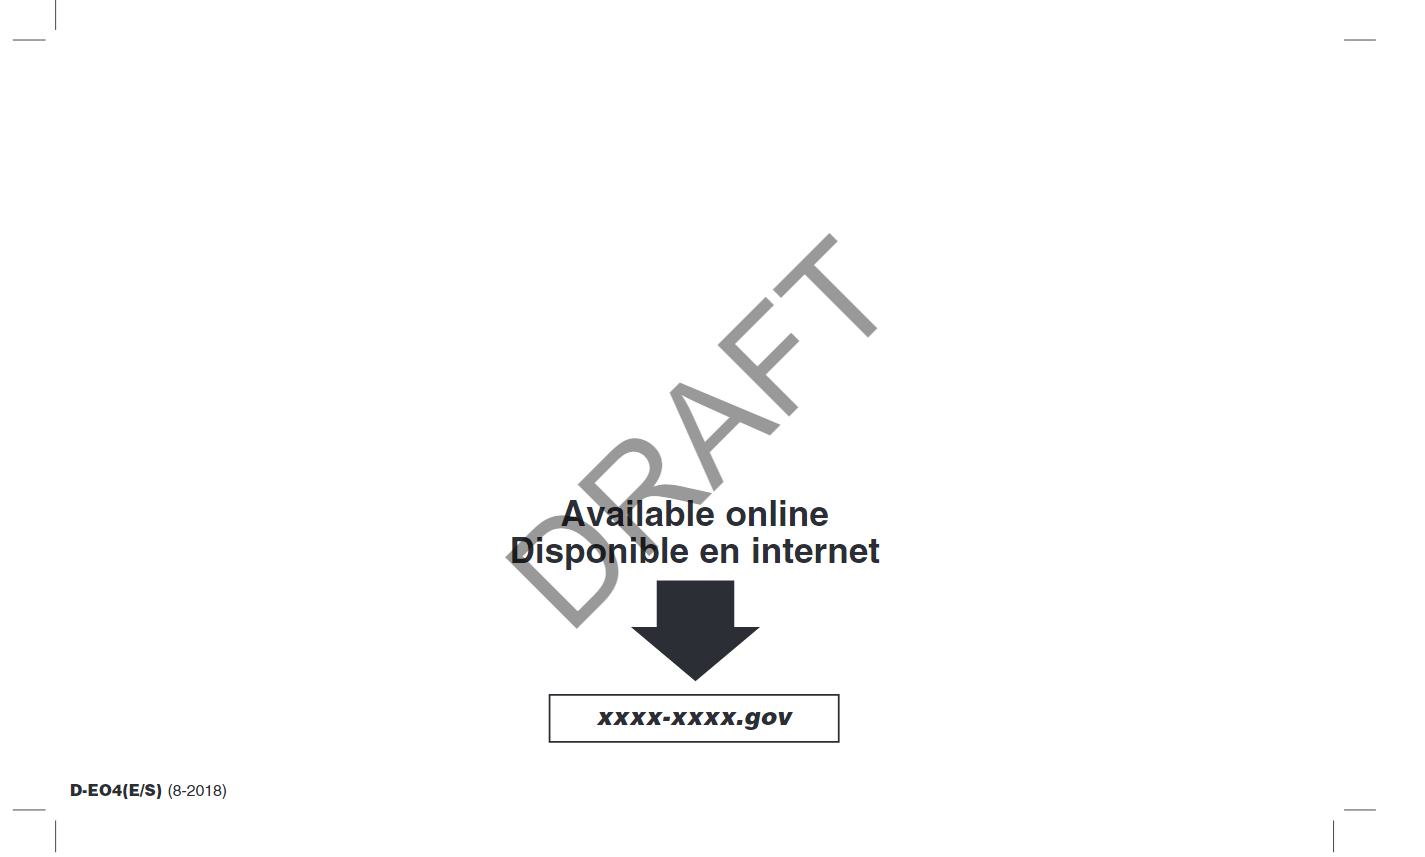 DRAFT
Available online
Disponible en internet
xxxx-xxxx.gov
D-EO4(E/S) (8-2018)